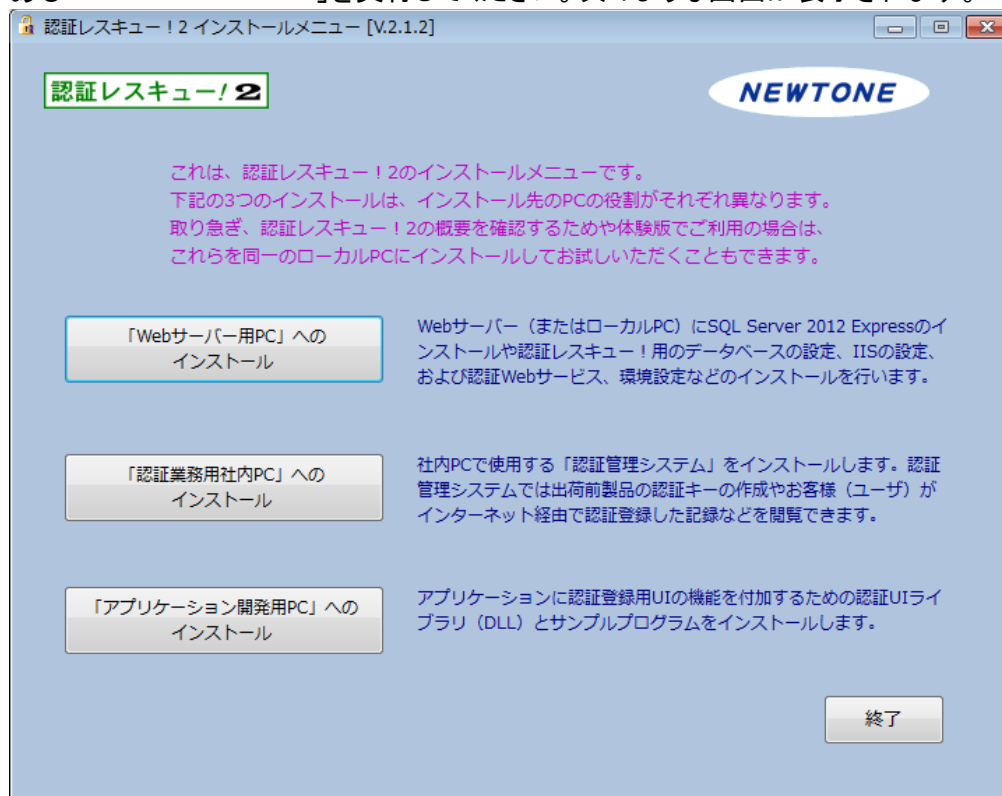 を実行してください。次のような画面が表示されます。
認証レスキュー！2 インストールメニュー [V.2.1.2]
認証レスキュー! 2
NEWTONE
これは、認証レスキュー！2のインストールメニューです。
下記の3つのインストールは、インストール先のPCの役割がそれぞれ異なります。
取り急ぎ、認証レスキュー！2の概要を確認するためや体験版でご利用の場合は、
これらを同一のローカルPCにインストールしてお試しいただくこともできます。
「Webサーバー用PC」への
インストール
Webサーバー（またはローカルPC）にSQL Server 2012 Expressのイ
ンストールや認証レスキュー！用のデータベースの設定、IISの設定、
および認証Webサービス、環境設定などのインストールを行います。
「認証業務用社内PC」への
インストール
社内PCで使用する「認証管理システム」をインストールします。認証
管理システムでは出荷前製品の認証キーの作成やお客様（ユーザ）が
インターネット経由で認証登録した記録などを閲覧できます。
「アプリケーション開発用PC」への
インストール
アプリケーションに認証登録用UIの機能を付加するための認証UIライ
ブラリ（DLL）とサンプルプログラムをインストールします。
終了